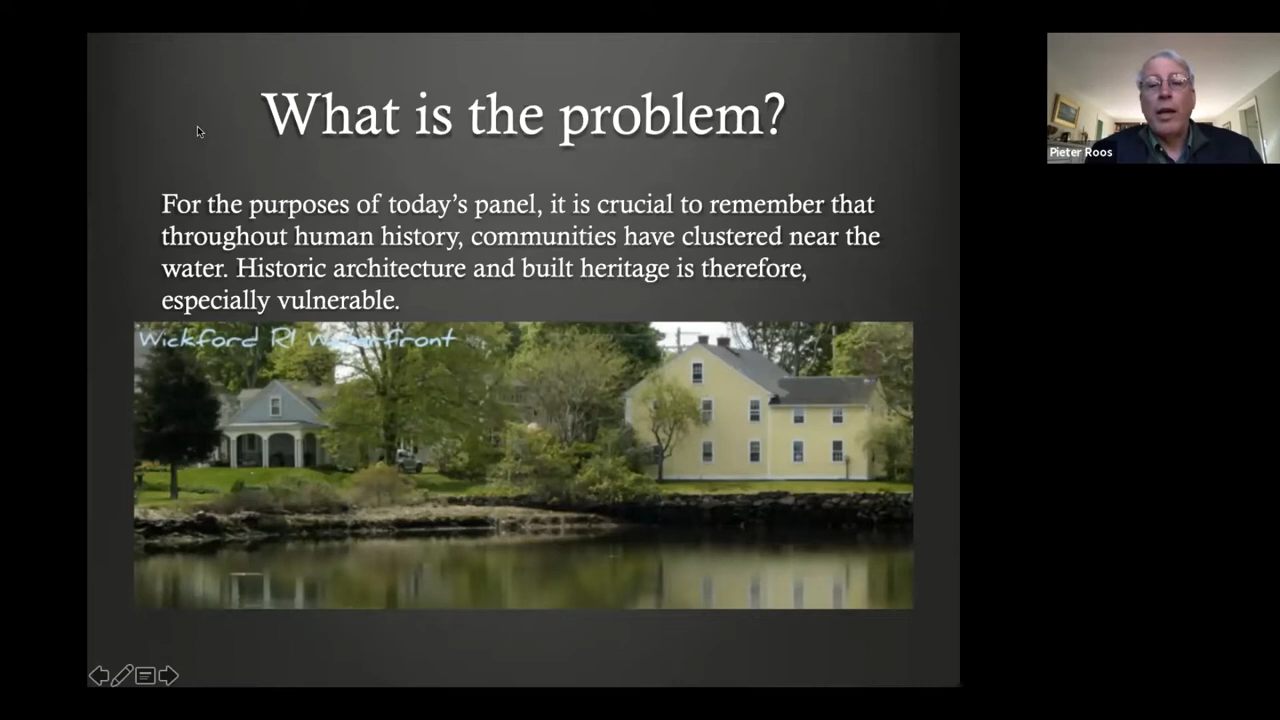 What is the problem?
For the purposes of today’s panel, it is crucial to remember that
throughout human history, communities have clustered near the
water. Historic architecture and built heritage is therefore,
especially vulnerable.
Wickford RI Waterfront
Pieter Roos